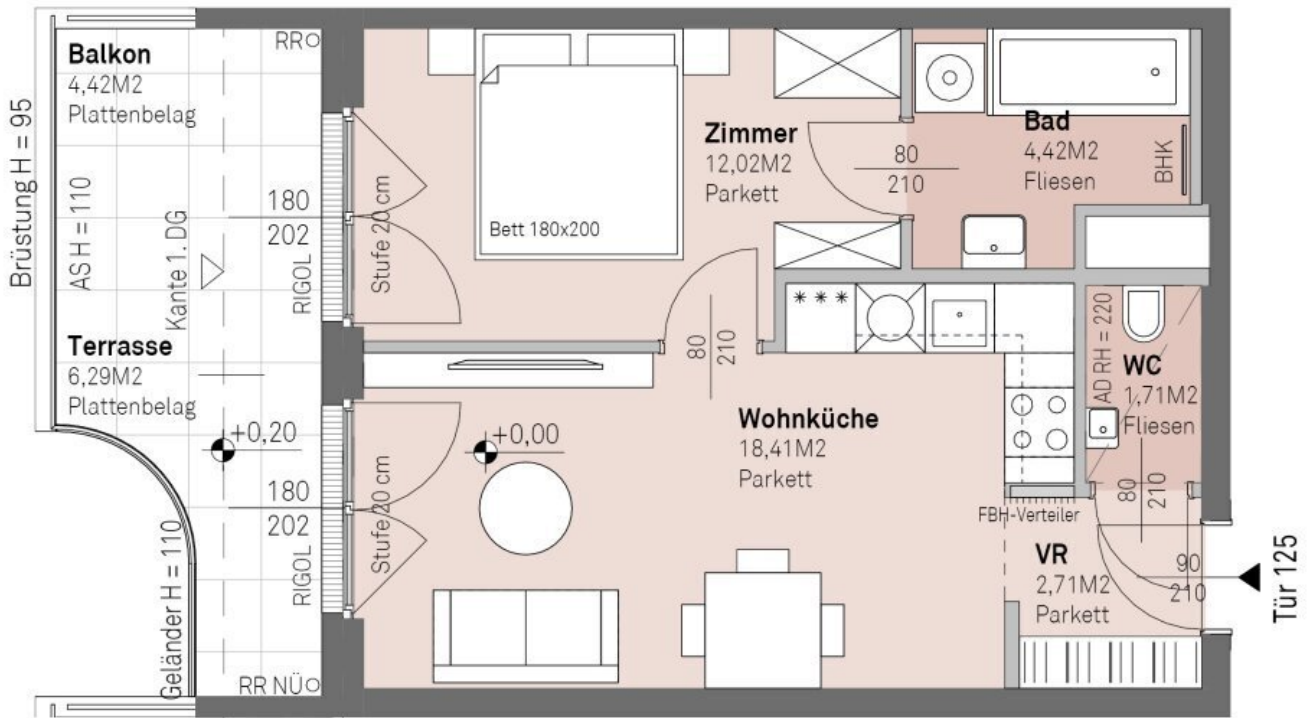 Balkon
4,42M2
Plattenbelag
Brüstung H = 95
AS H = 110
Kante 1. DG
RR
180
202
RIGOL
Stufe 20 cm
Terrasse
6,29M2
Plattenbelag
+0,20
180
202
RIGOL
Stufe 20 cm
Geländer H = 110
RR NÜ
Bett 180x200
Zimmer
12,02M2
Parkett
80
210
Bad
4,42M2
Fliesen
BHK
80
210
***
+0,00
Wohnküche
18,41M2
Parkett
AD RH = 220
WC
1,71M2
Fliesen
80
210
FBH-Verteiler
VR
2,71M2
Parkett
90
210
Tür 125